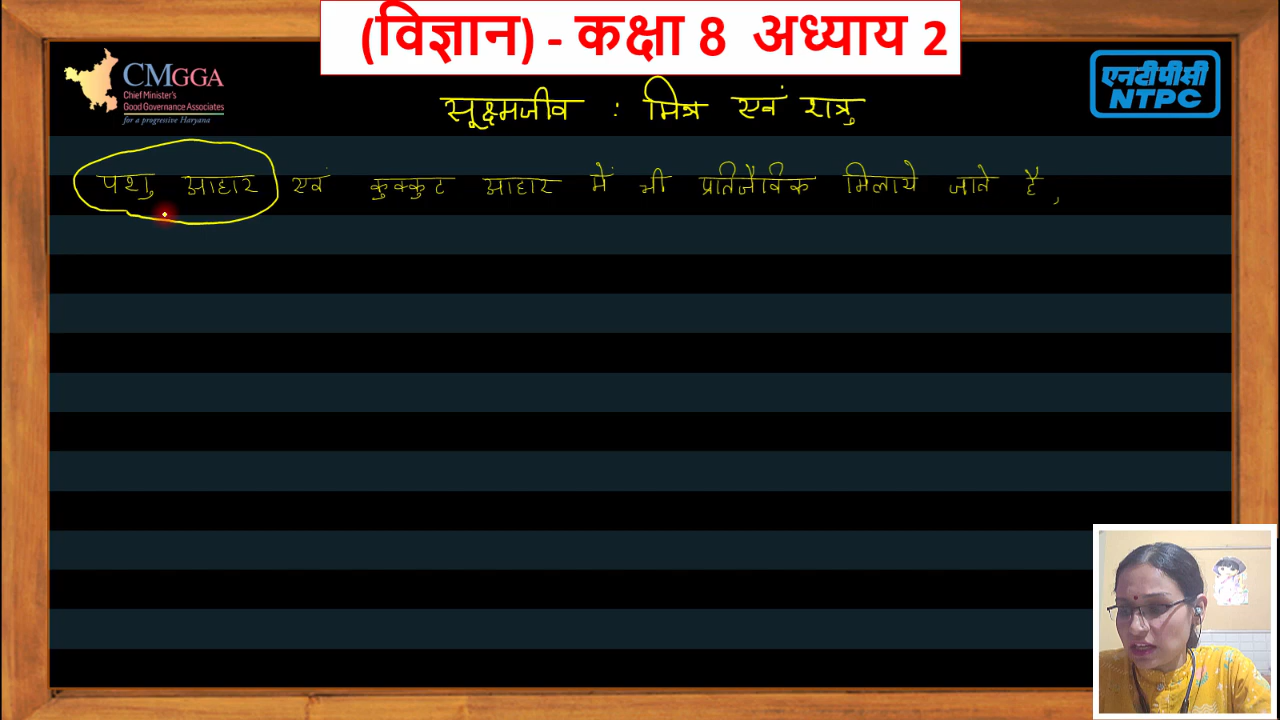 (विज्ञान) - कक्षा 8 अध्याय 2
CMGGA
Chief Minister's
Good Governance Associates
for a progressive Haryana
एनटीपीसी
NTPC
सूक्ष्मजीव : मित्र एवं शत्रु
पशु आहार एवं कुक्कुट आहार में भी प्रतिजैविक मिलाये जाते है,